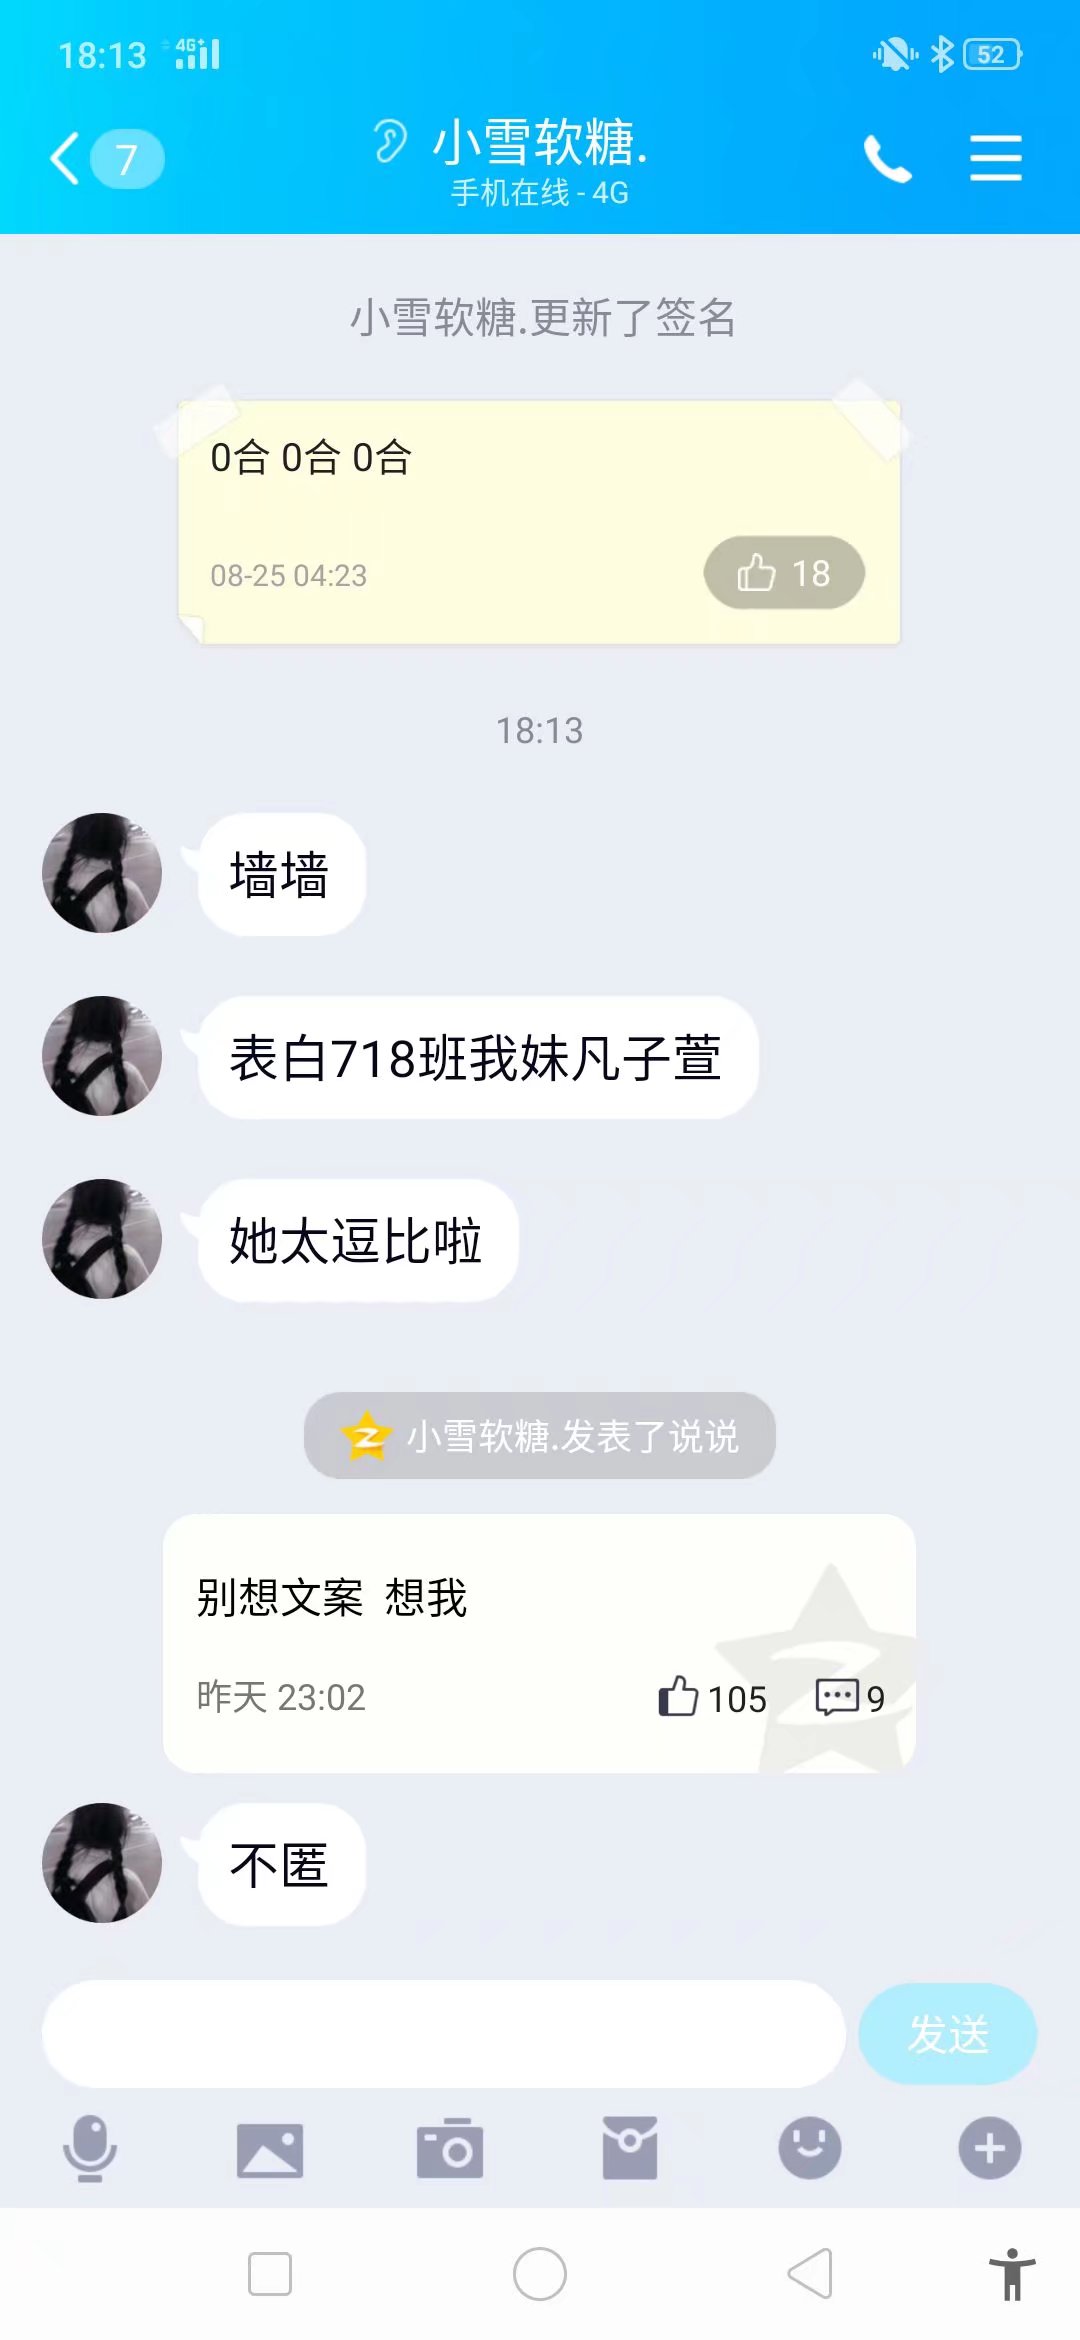 18:13 4G+ 52
7 小雪软糖.
手机在线 - 4G
小雪软糖.更新了签名
0合 0合 0合
08-25 04:23 18
18:13
墙墙
表白718班我妹凡子萱
她太逗比啦
小雪软糖.发表了说说
别想文案 想我
昨天 23:02 105 9
不匿
发送